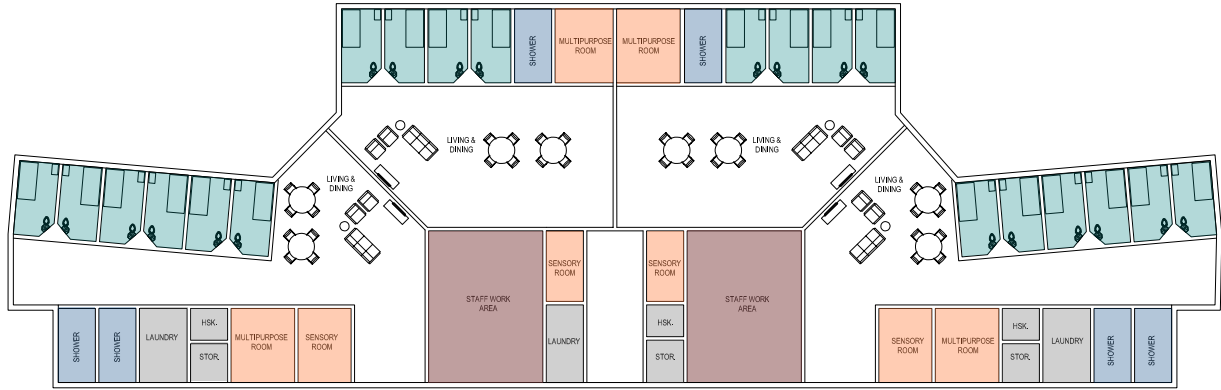 SHOWER
MULTIPURPOSE
ROOM
MULTIPURPOSE
ROOM
SHOWER
LIVING &
DINING
LIVING &
DINING
LIVING &
DINING
LIVING &
DINING
SENSORY
ROOM
SENSORY
ROOM
STAFF WORK
AREA
STAFF WORK
AREA
SHOWER
SHOWER
LAUNDRY
HSK.
STOR.
MULTIPURPOSE
ROOM
SENSORY
ROOM
LAUNDRY
HSK.
STOR.
SENSORY
ROOM
MULTIPURPOSE
ROOM
HSK.
STOR.
LAUNDRY
SHOWER
SHOWER